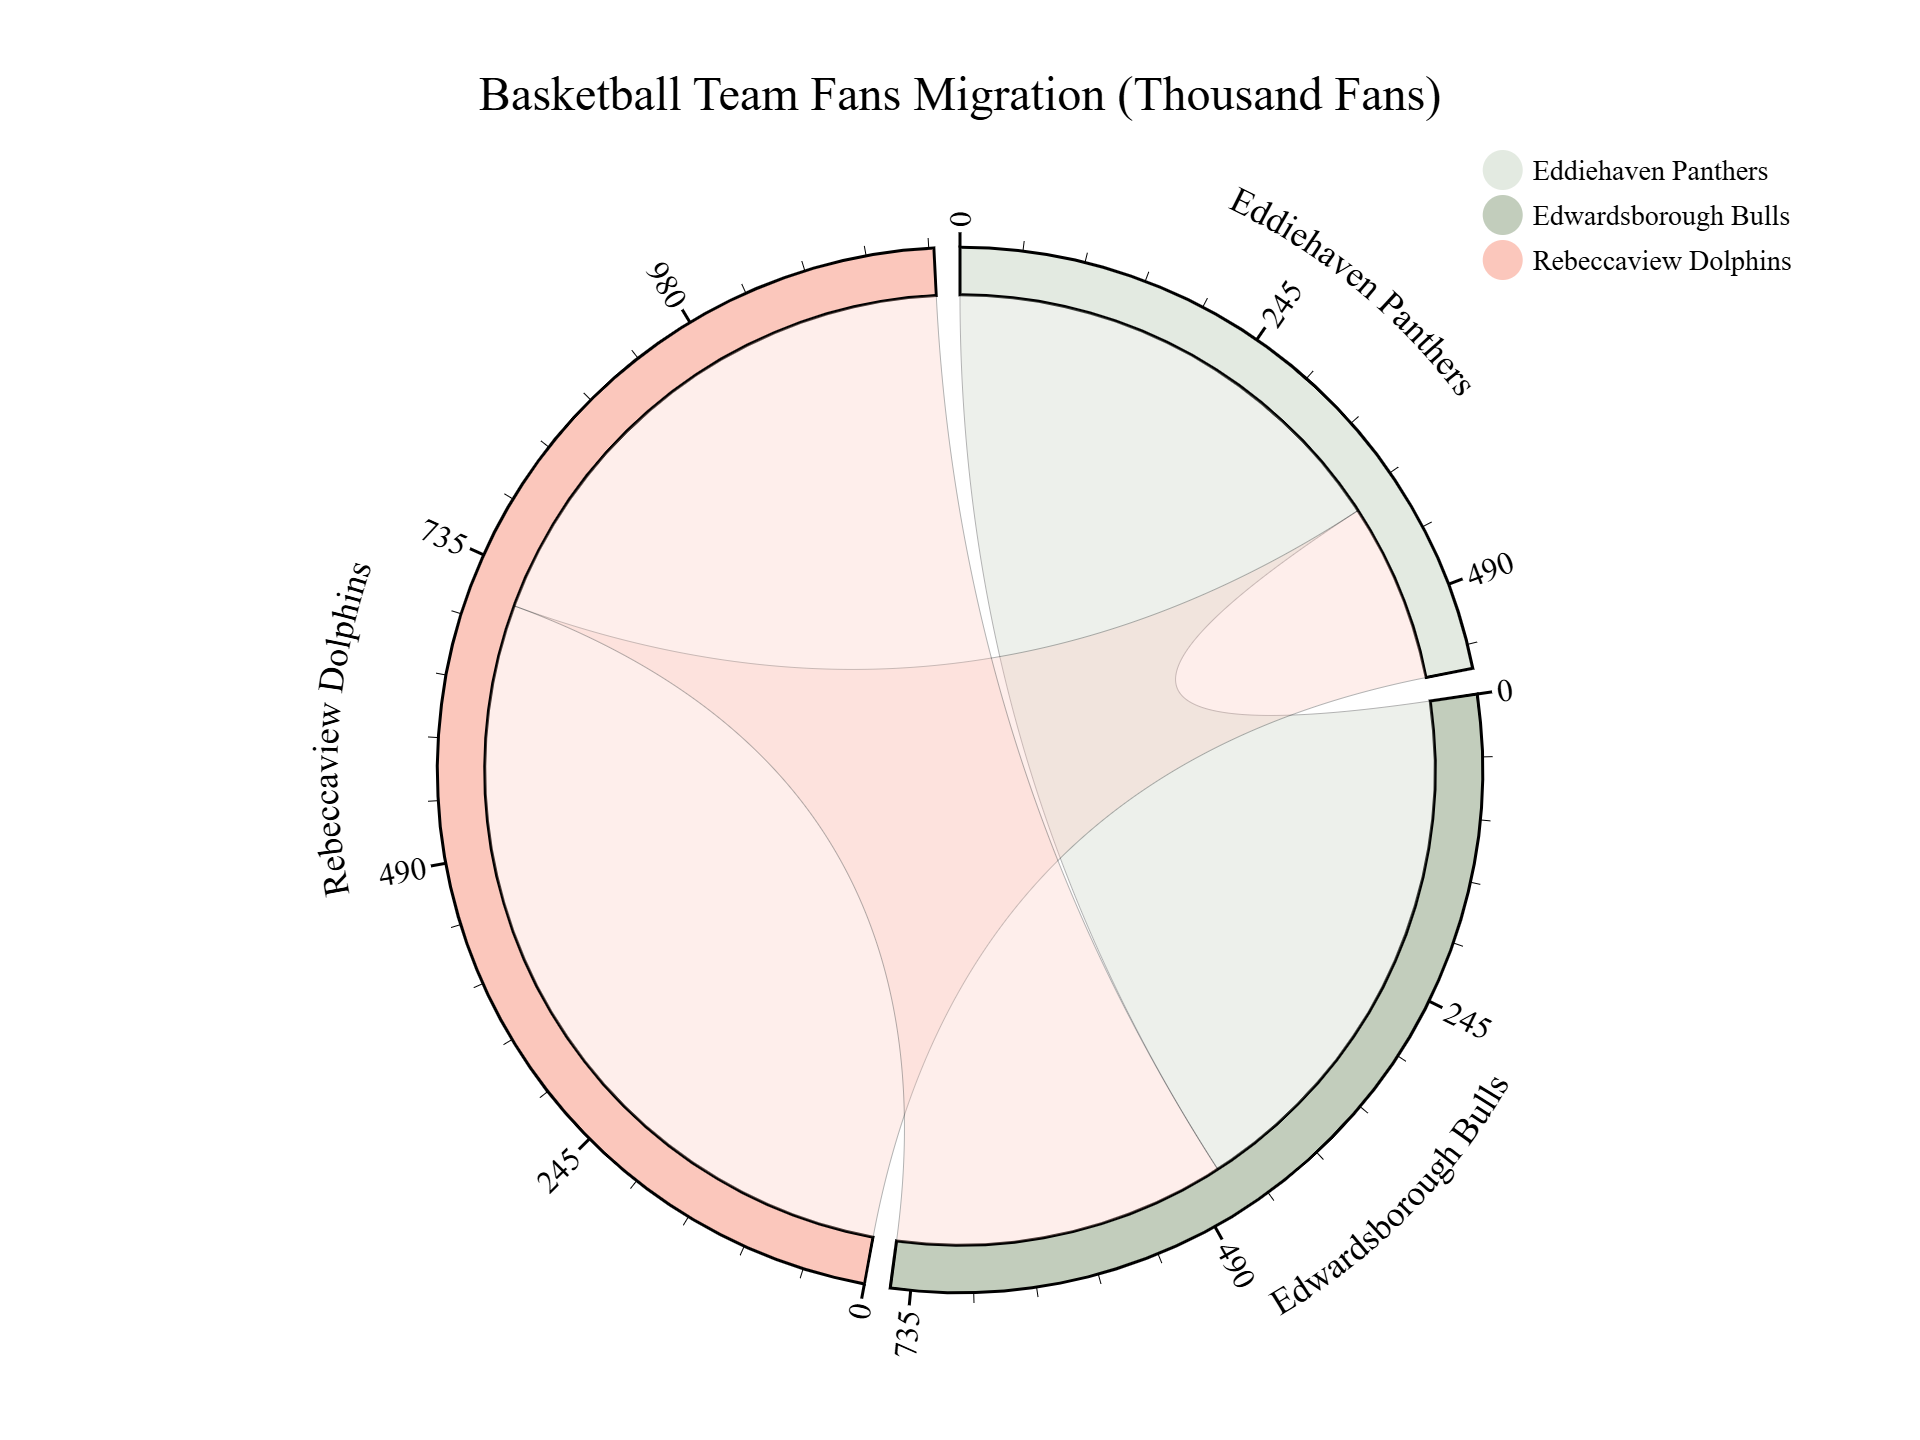 Basketball Team Fans Migration (Thousand Fans)
Eddiehaven Panthers
Edwardsborough Bulls
Rebeccaview Dolphins
0
245
490
Eddiehaven Panthers
0
245
490
735
Edwardsborough Bulls
0
245
490
735
980
Rebeccaview Dolphins